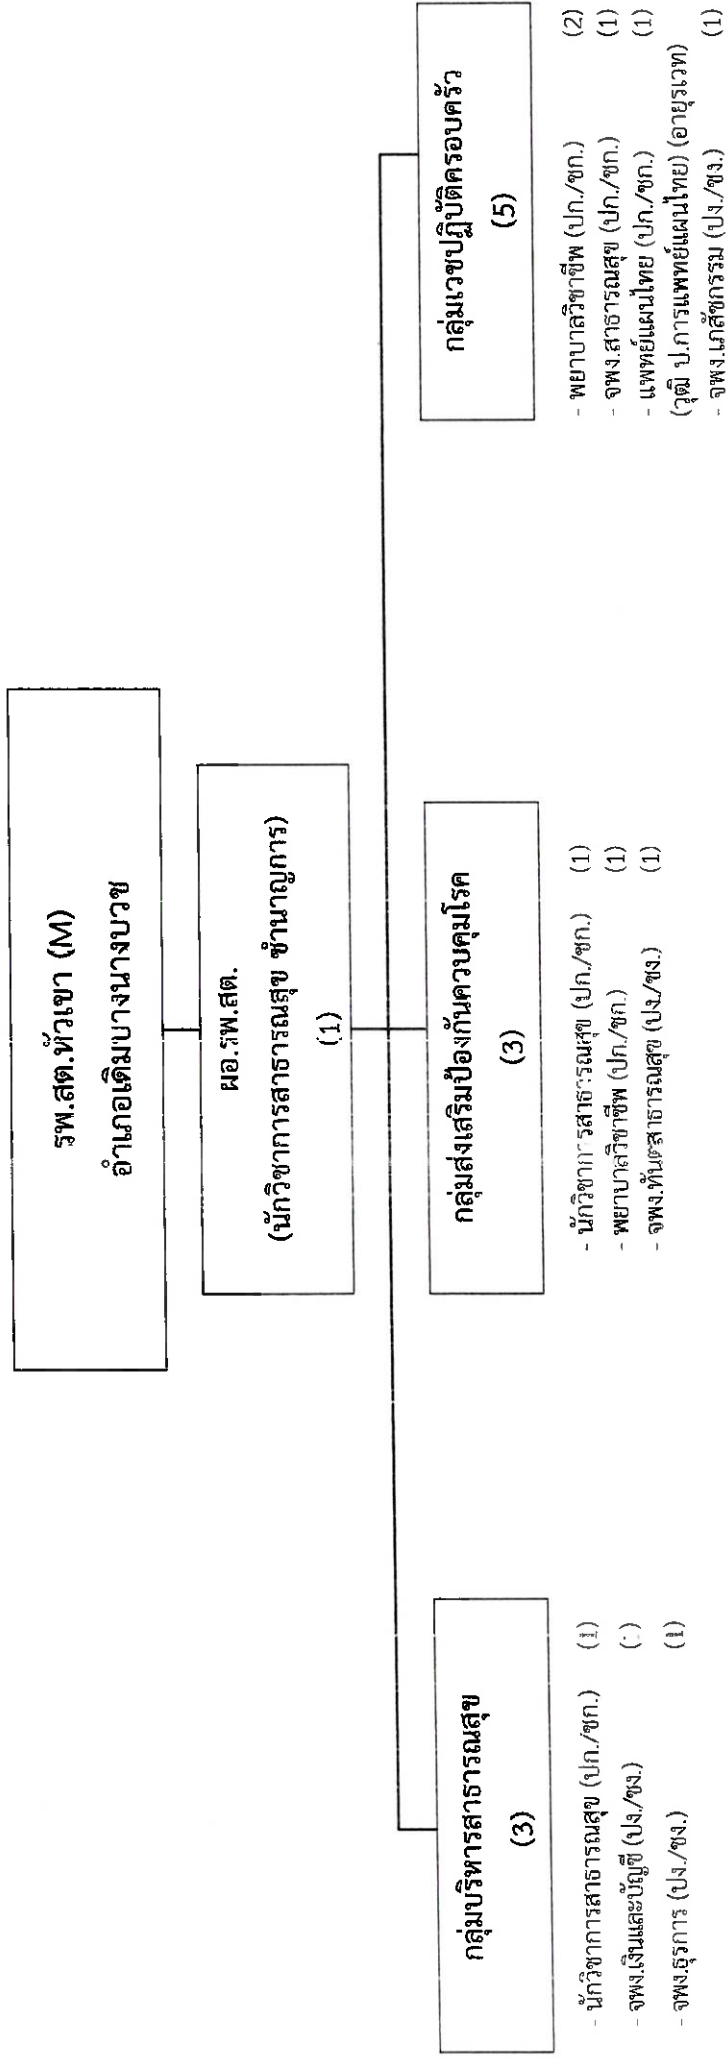 รพ.สต.หัวเขา (M)
อำเภอเดิมบางนางบวช
ผอ.รพ.สต.
(นักวิชาการสาธารณสุข ชำนาญการ)
(1)
กลุ่มบริหารสาธารณสุข
(3)
- นักวิชาการสาธารณสุข (ปก./ชก.) (1)
- จพง.เงินและบัญชี (ปง./ชง.)
- จพง.ธุรการ (ปง./ชง.) (1)
กลุ่มส่งเสริมป้องกันควบคุมโรค
(3)
- นักวิชาการสาธารณสุข (ปก./ชก.) (1)
- พยาบาลวิชาชีพ (ปก./ชก.) (1)
- จพง.ทันตสาธารณสุข (ปง./ชง.) (1)
กลุ่มเวชปฏิบัติครอบครัว
(5)
- พยาบาลวิชาชีพ (ปก./ชก.) (2)
- จพง.สาธารณสุข (ปก./ชก.) (1)
- แพทย์แผนไทย (ปก./ชก.) (1)
(วุฒิ ป.การแพทย์แผนไทย) (อายุรเวท)
- จพง.เภสัชกรรม (ปง./ชง.) (1)